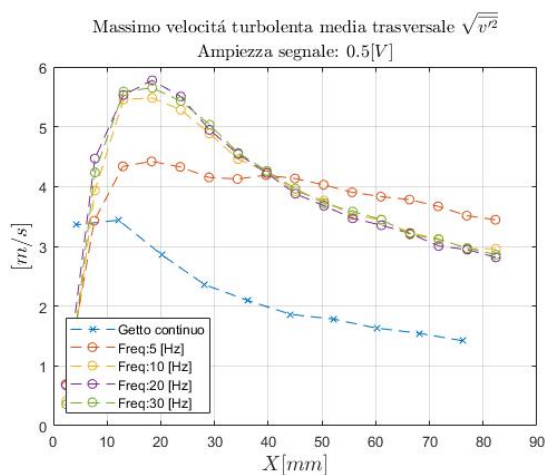 Massimo velocitá turbolenta media trasversale $\sqrt{\overline{v'^2}}$
Ampiezza segnale: 0.5[V]
[m/s]
6
5
4
3
2
1
0
Getto continuo
Freq:5 [Hz]
Freq:10 [Hz]
Freq:20 [Hz]
Freq:30 [Hz]
0 10 20 30 40 50 60 70 80 90
X[mm]